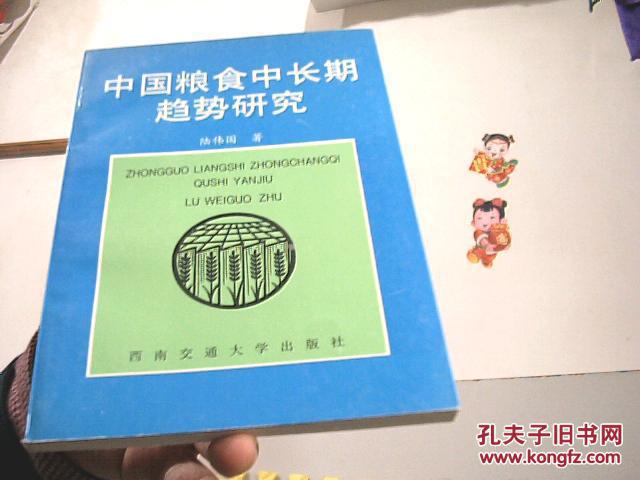 中国粮食中长期
趋势研究
陆伟国 著
ZHONGGUO LIANGSHI ZHONGCHANGQI
QUSHI YANJIU
LU WEIGUO ZHU
西南交通大学出版社
孔夫子旧书网
www.kongfz.com